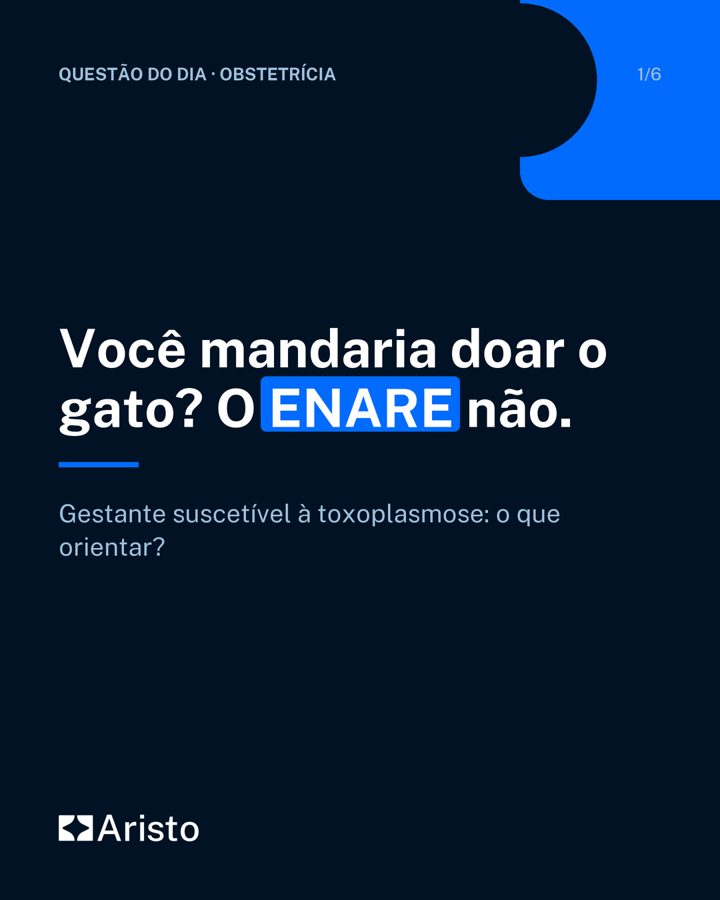 QUESTÃO DO DIA · OBSTETRÍCIA
1/6
Você mandaria doar o
gato? O ENARE não.
Gestante suscetível à toxoplasmose: o que
orientar?
Aristo